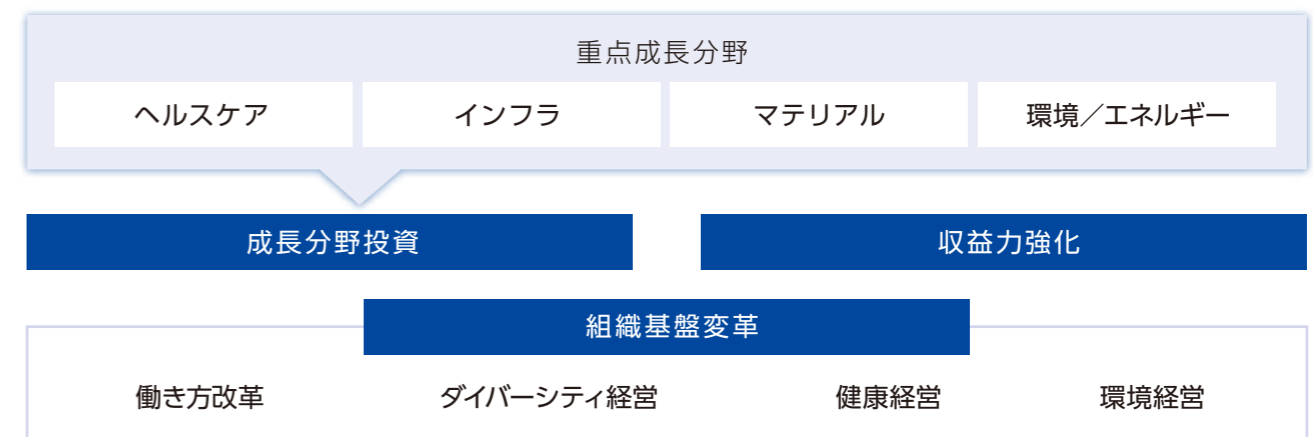 重点成長分野
ヘルスケア
インフラ
マテリアル
環境／エネルギー
成長分野投資
収益力強化
組織基盤変革
働き方改革
ダイバーシティ経営
健康経営
環境経営